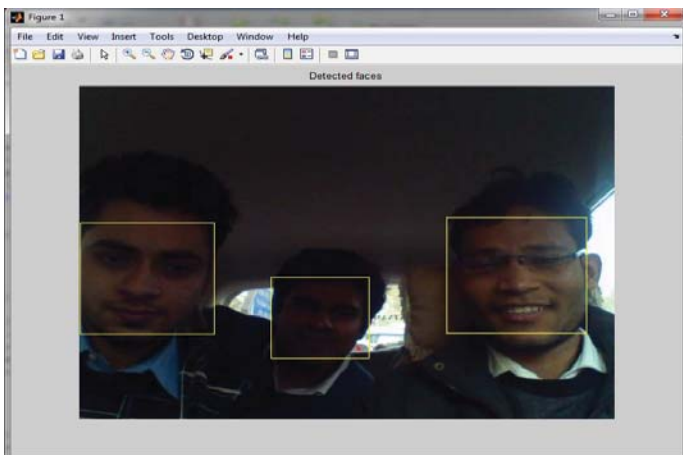 Figure 1
File Edit View Insert Tools Desktop Window Help
Detected faces